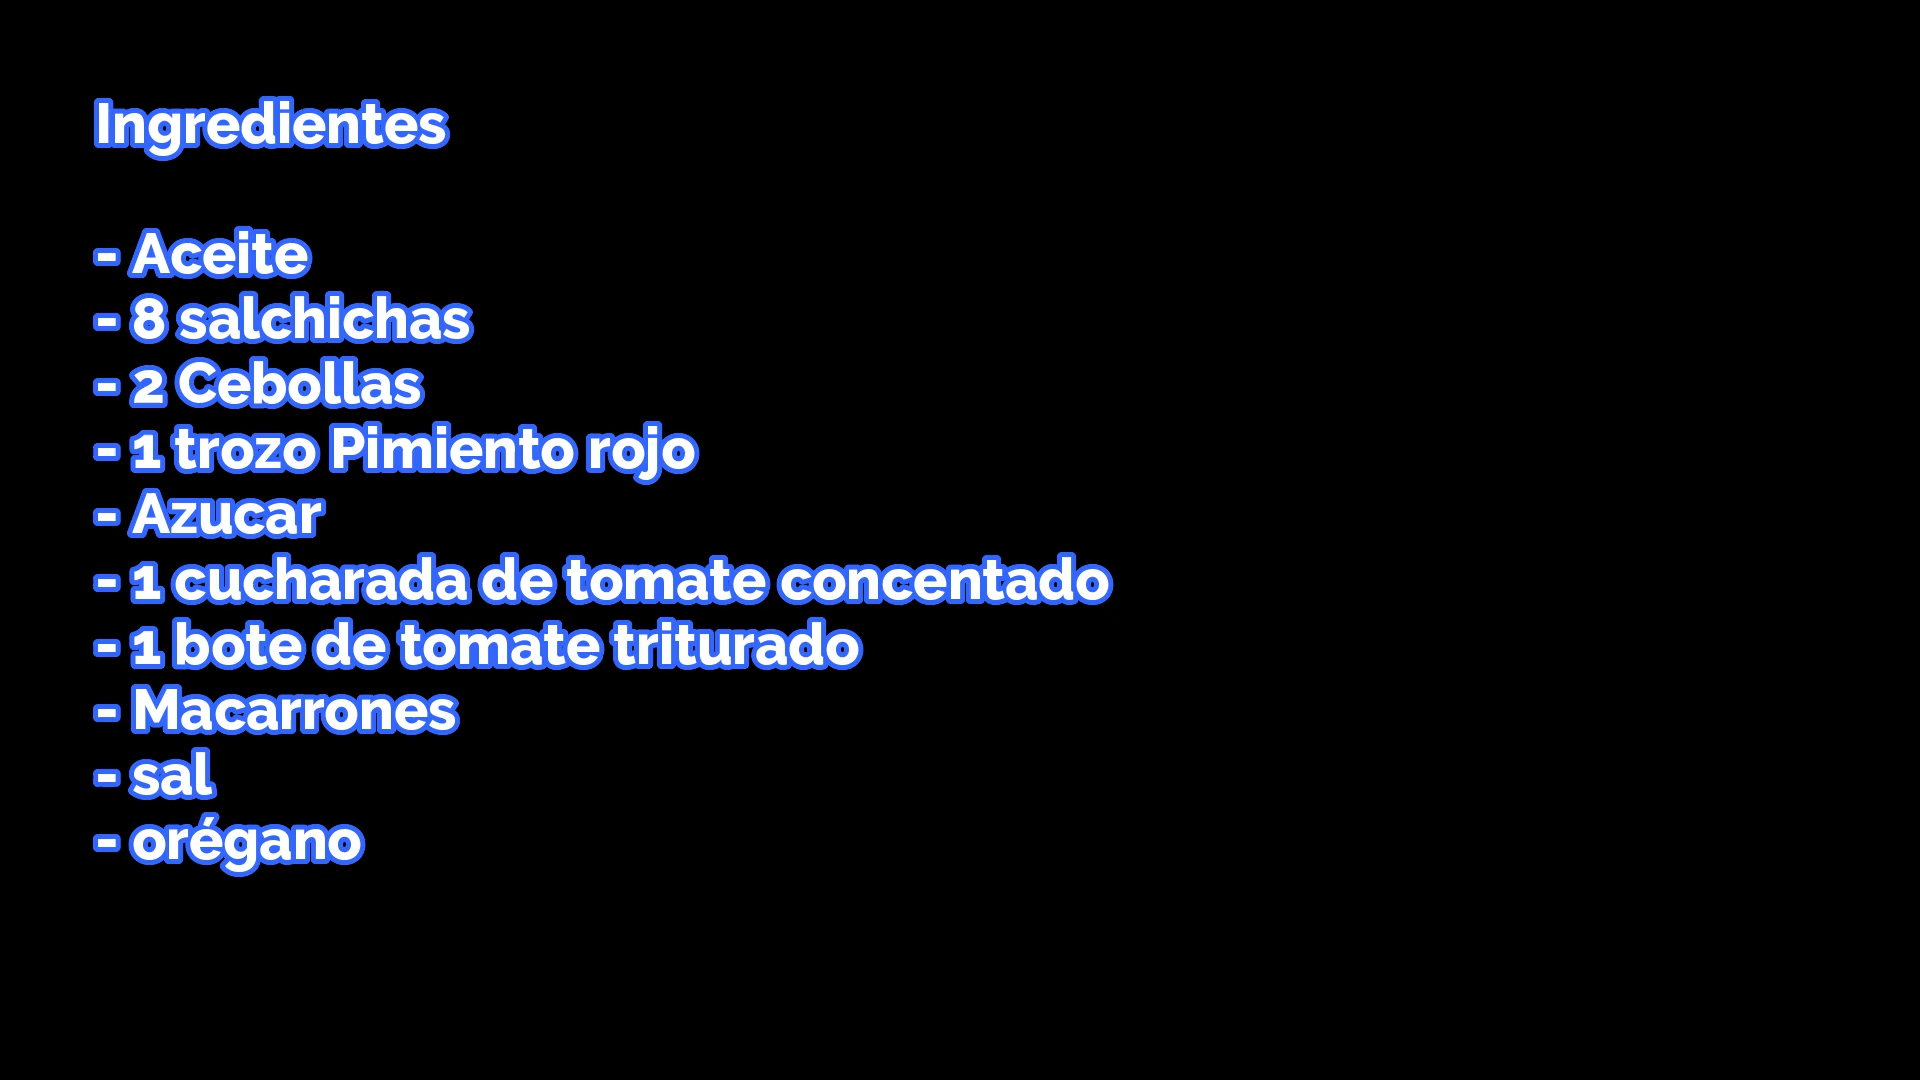 Ingredientes
- Aceite
- 8 salchichas
- 2 Cebollas
- 1 trozo Pimiento rojo
- Azucar
- 1 cucharada de tomate concentado
- 1 bote de tomate triturado
- Macarrones
- sal
- orégano